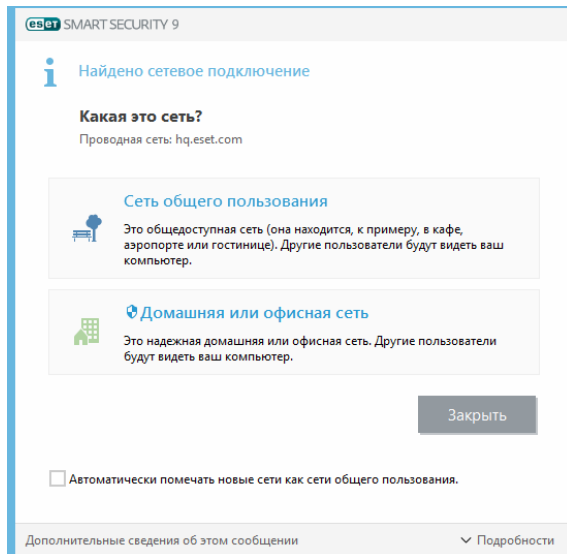 eset SMART SECURITY 9
Найдено сетевое подключение
Какая это сеть?
Проводная сеть: hq.eset.com
Сеть общего пользования
Это общедоступная сеть (она находится, к примеру, в кафе,
аэропорте или гостинице). Другие пользователи будут видеть ваш
компьютер.
Домашняя или офисная сеть
Это надежная домашняя или офисная сеть. Другие пользователи
будут видеть ваш компьютер.
Закрыть
Автоматически помечать новые сети как сети общего пользования.
Дополнительные сведения об этом сообщении
Подробности